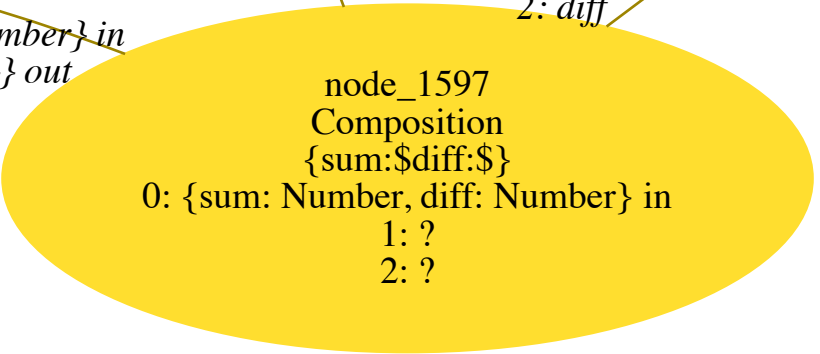 2: diff
mber} in
} out
node_1597
Composition
{sum:$diff:$}
0: {sum: Number, diff: Number} in
1: ?
2: ?